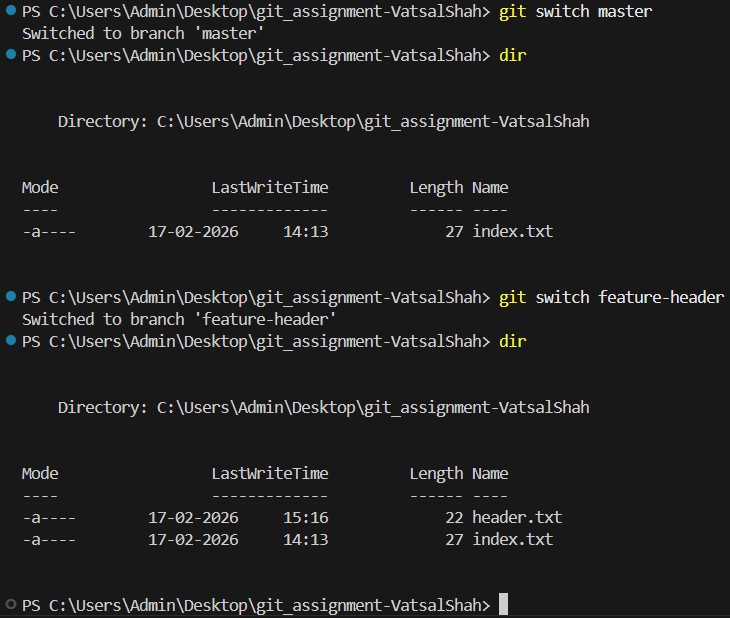 PS C:\Users\Admin\Desktop\git_assignment-VatsalShah> git switch master
Switched to branch 'master'
PS C:\Users\Admin\Desktop\git_assignment-VatsalShah> dir
Directory: C:\Users\Admin\Desktop\git_assignment-VatsalShah
Mode LastWriteTime Length Name
---- ------------- ------ ----
-a---- 17-02-2026 14:13 27 index.txt
PS C:\Users\Admin\Desktop\git_assignment-VatsalShah> git switch feature-header
Switched to branch 'feature-header'
PS C:\Users\Admin\Desktop\git_assignment-VatsalShah> dir
Directory: C:\Users\Admin\Desktop\git_assignment-VatsalShah
Mode LastWriteTime Length Name
---- ------------- ------ ----
-a---- 17-02-2026 15:16 22 header.txt
-a---- 17-02-2026 14:13 27 index.txt
PS C:\Users\Admin\Desktop\git_assignment-VatsalShah>